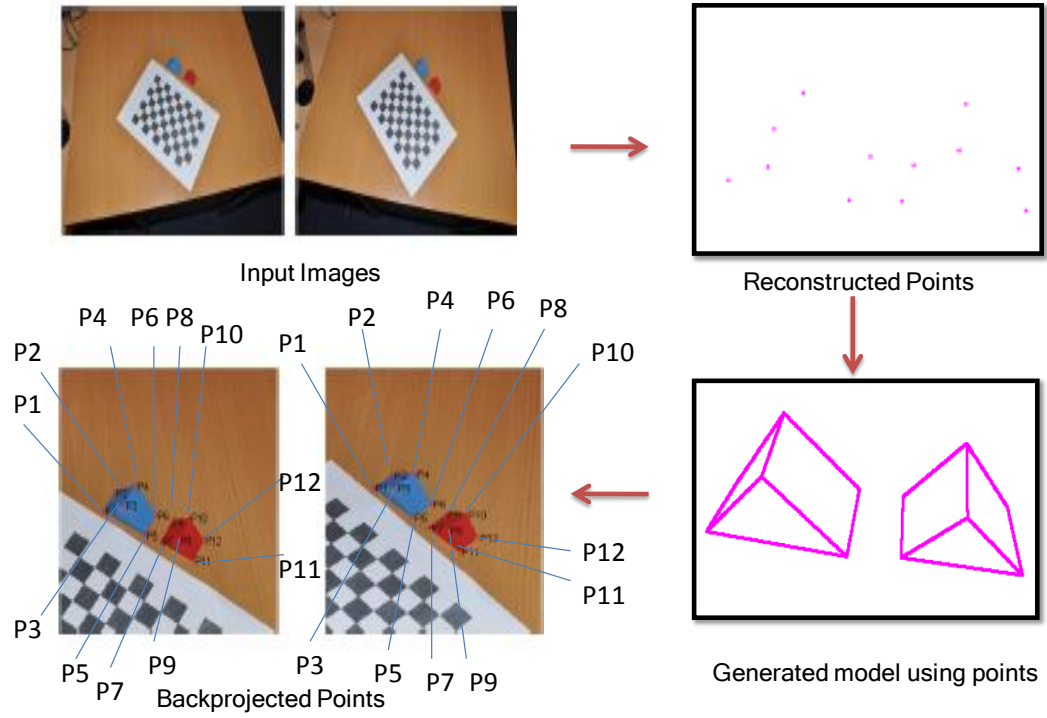 Input Images
Reconstructed Points
P4 P6 P8
P10
P2
P1
P12
P11
P3
P5
P7
P9
P2
P4
P6
P8
P1
P10
P12
P11
P3
P5
P7
P9
Backprojected Points
Generated model using points